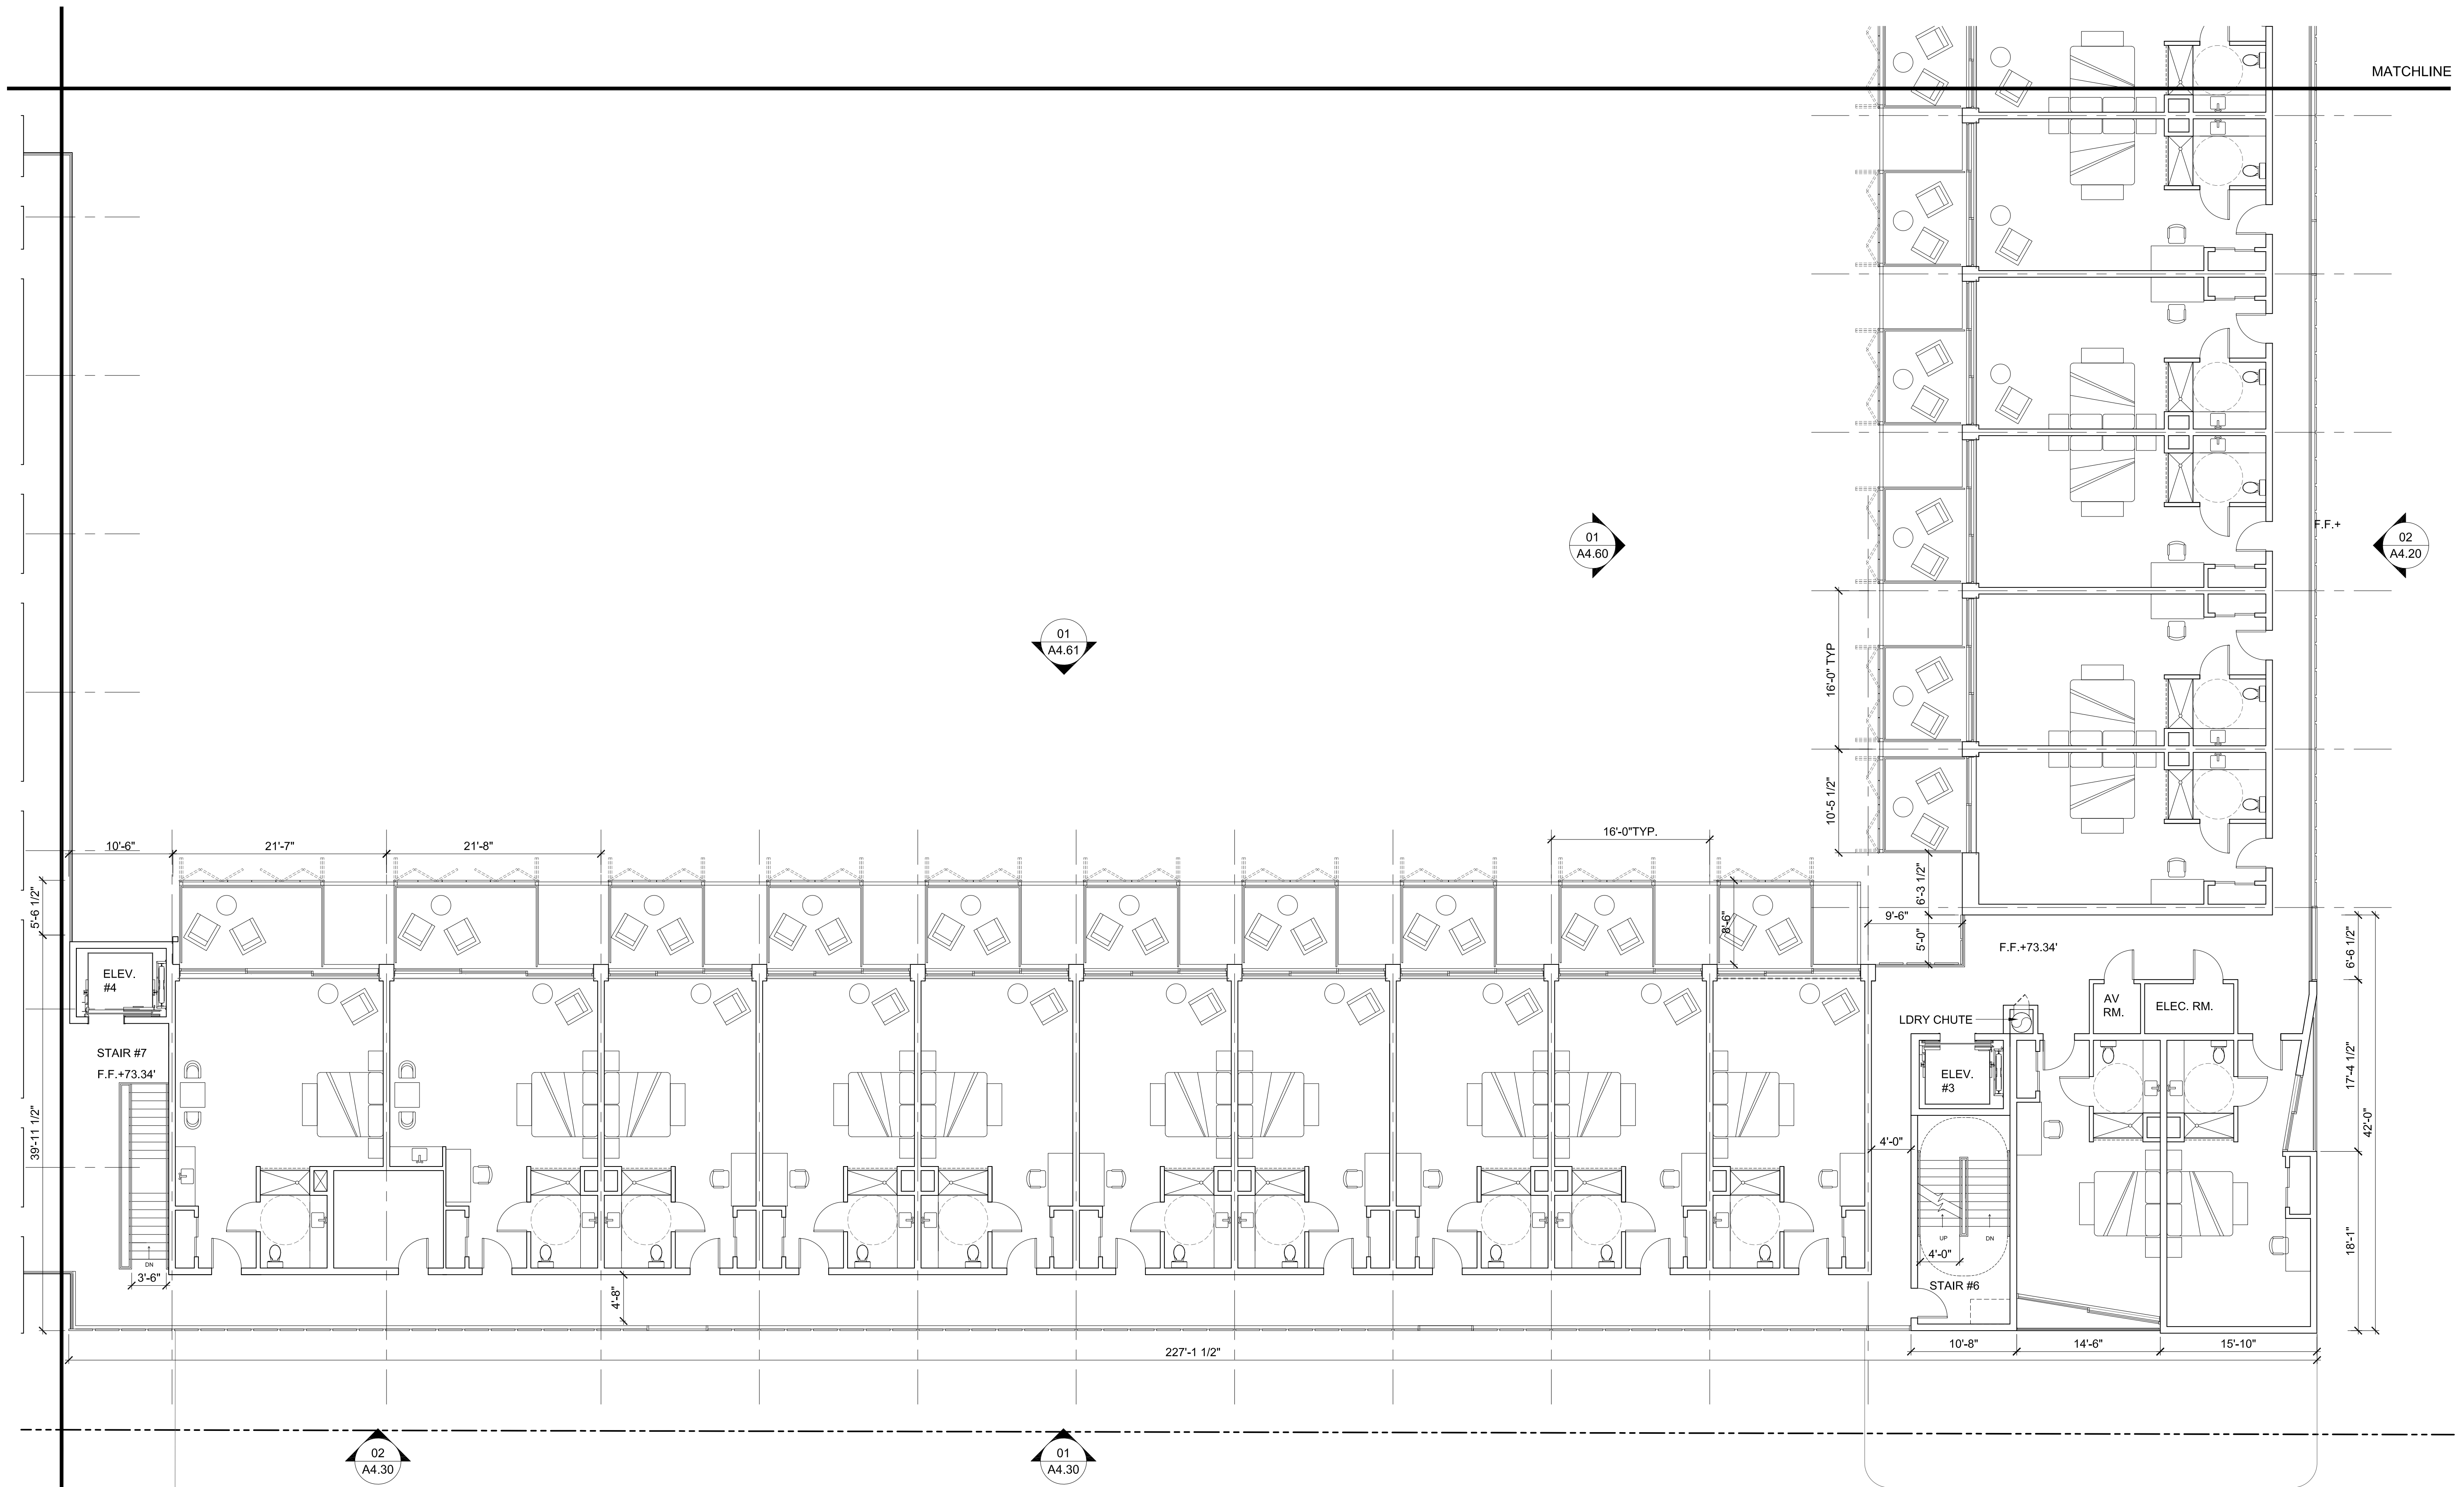 MATCHLINE
01
A4.60
F.F.+
02
A4.20
01
A4.61
16'-0" TYP
10'-5 1/2"
10'-6"
21'-7"
21'-8"
16'-0"TYP.
5'-6 1/2"
8'-6"
6'-3 1/2"
9'-6"
5'-0"
F.F.+73.34'
6'-6 1/2"
ELEV.
#4
AV
RM.
ELEC. RM.
LDRY CHUTE
STAIR #7
F.F.+73.34'
ELEV.
#3
17'-4 1/2"
42'-0"
39'-11 1/2"
4'-0"
UP
DN
4'-0"
18'-1"
DN
3'-6"
4'-8"
STAIR #6
10'-8"
14'-6"
15'-10"
227'-1 1/2"
02
A4.30
01
A4.30